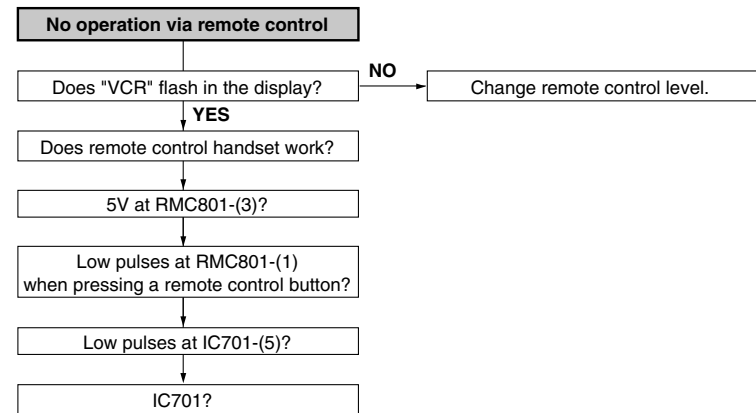 No operation via remote control
Does "VCR" flash in the display?
NO
Change remote control level.
YES
Does remote control handset work?
5V at RMC801-(3)?
Low pulses at RMC801-(1)
when pressing a remote control button?
Low pulses at IC701-(5)?
IC701?